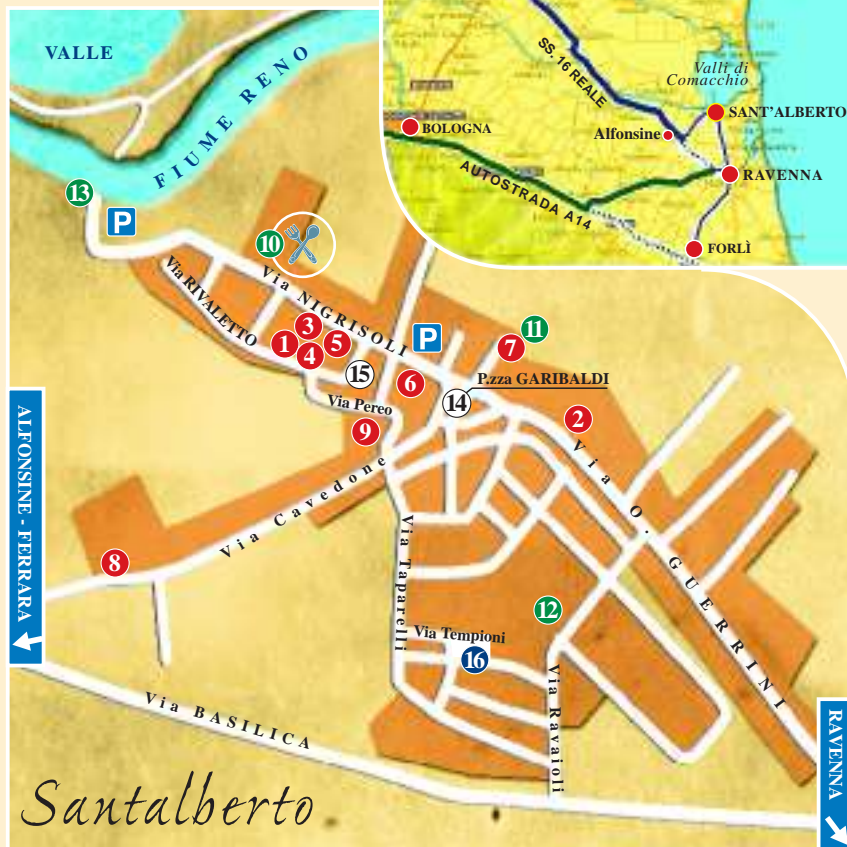 VALLE
FIUME RENO
SS. 16 REALE
Valli di
Comacchio
SANT'ALBERTO
BOLOGNA
Alfonsine
AUTOSTRADA A14
RAVENNA
FORLÌ
13
P
10
Via NIGRISOLI
Via RIVALETTO
3
1
5
4
P
11
7
15
6
P.zza GARIBALDI
14
Via Pereo
9
2
Via Cavedone
Via O. GUERRINI
ALFONSINE - FERRARA
8
Via Taparelli
12
Via Tempioni
16
Via Ravaioli
Via BASILICA
RAVENNA
Santalberto